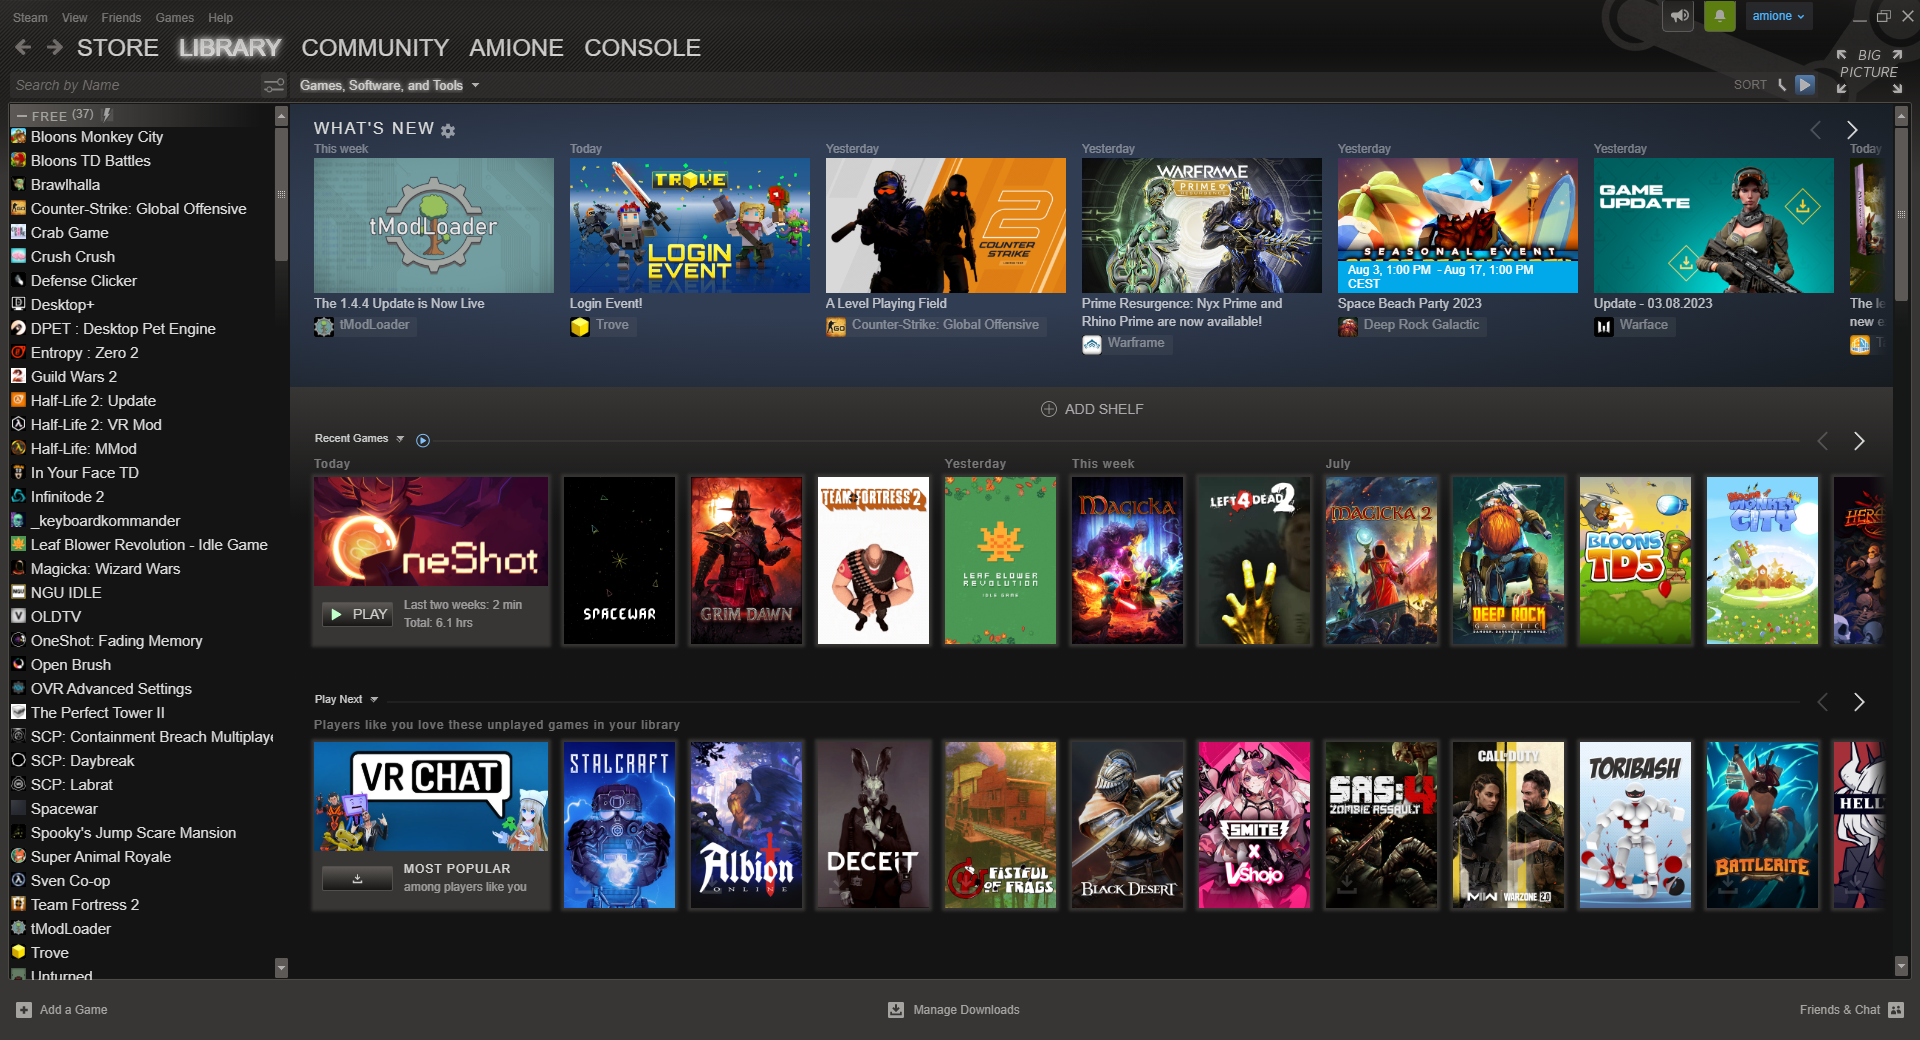 Steam View Friends Games Help
amione
STORE LIBRARY COMMUNITY AMIONE CONSOLE
BIG PICTURE
Search by Name
Games, Software, and Tools
SORT
FREE (37)
Bloons Monkey City
Bloons TD Battles
Brawlhalla
Counter-Strike: Global Offensive
Crab Game
Crush Crush
Defense Clicker
Desktop+
DPET : Desktop Pet Engine
Entropy : Zero 2
Guild Wars 2
Half-Life 2: Update
Half-Life 2: VR Mod
Half-Life: MMod
In Your Face TD
Infinitode 2
_keyboardkommander
Leaf Blower Revolution - Idle Game
Magicka: Wizard Wars
NGU IDLE
OLDTV
OneShot: Fading Memory
Open Brush
OVR Advanced Settings
The Perfect Tower II
SCP: Containment Breach Multiplaye
SCP: Daybreak
SCP: Labrat
Spacewar
Spooky's Jump Scare Mansion
Super Animal Royale
Sven Co-op
Team Fortress 2
tModLoader
Trove
Unturned
WHAT'S NEW
This week
tModLoader
The 1.4.4 Update is Now Live
tModLoader
Today
TROVE
LOGIN
EVENT
Login Event!
Trove
Yesterday
2
COUNTER
STRIKE
A Level Playing Field
Counter-Strike: Global Offensive
Yesterday
WARFRAME
PRIME
RESURGENCE
Prime Resurgence: Nyx Prime and
Rhino Prime are now available!
Warframe
Yesterday
SEASONAL EVENT
Aug 3, 1:00 PM - Aug 17, 1:00 PM
CEST
Space Beach Party 2023
Deep Rock Galactic
Yesterday
GAME
UPDATE
Update - 03.08.2023
Warface
Today
The le
new e
ADD SHELF
Recent Games
Today
OneShot
PLAY
Last two weeks: 2 min
Total: 6.1 hrs
SPACEWAR
GRIM DAWN
TEAM FORTRESS 2
Yesterday
LEAF BLOWER
REVOLUTION
IDLE GAME
This week
MAGICKA
LEFT 4 DEAD 2
July
MAGICKA 2
DEEP ROCK
GALACTIC
DANGER. DARKNESS. DWARVES.
BLOONS
TD5
Bloons
MONKEY
CITY
HER
Play Next
Players like you love these unplayed games in your library
VR CHAT
MOST POPULAR
among players like you
STALCRAFT
Albion
ONLINE
DECEIT
FISTFUL
OF FRAGS
BLACK DESERT
SMITE
X
VShojo
SAS:4
ZOMBIE ASSAULT
CALL OF DUTY
MW WARZONE 2.0
TORIBASH
BATTLERITE
HELL
Add a Game
Manage Downloads
Friends & Chat